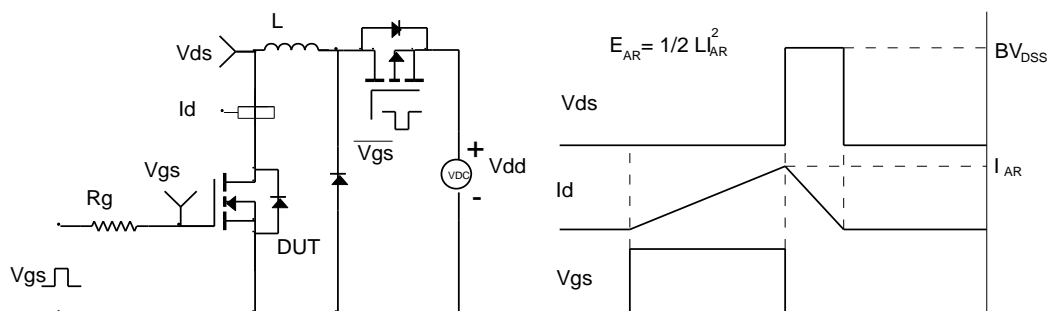 L
Vds
Id
Vgs
Vgs
+
VDC
Vdd
-
Vgs
Rg
DUT
Vgs
E_AR = 1/2 LI_AR^2
BV_DSS
Vds
I_AR
Id
Vgs